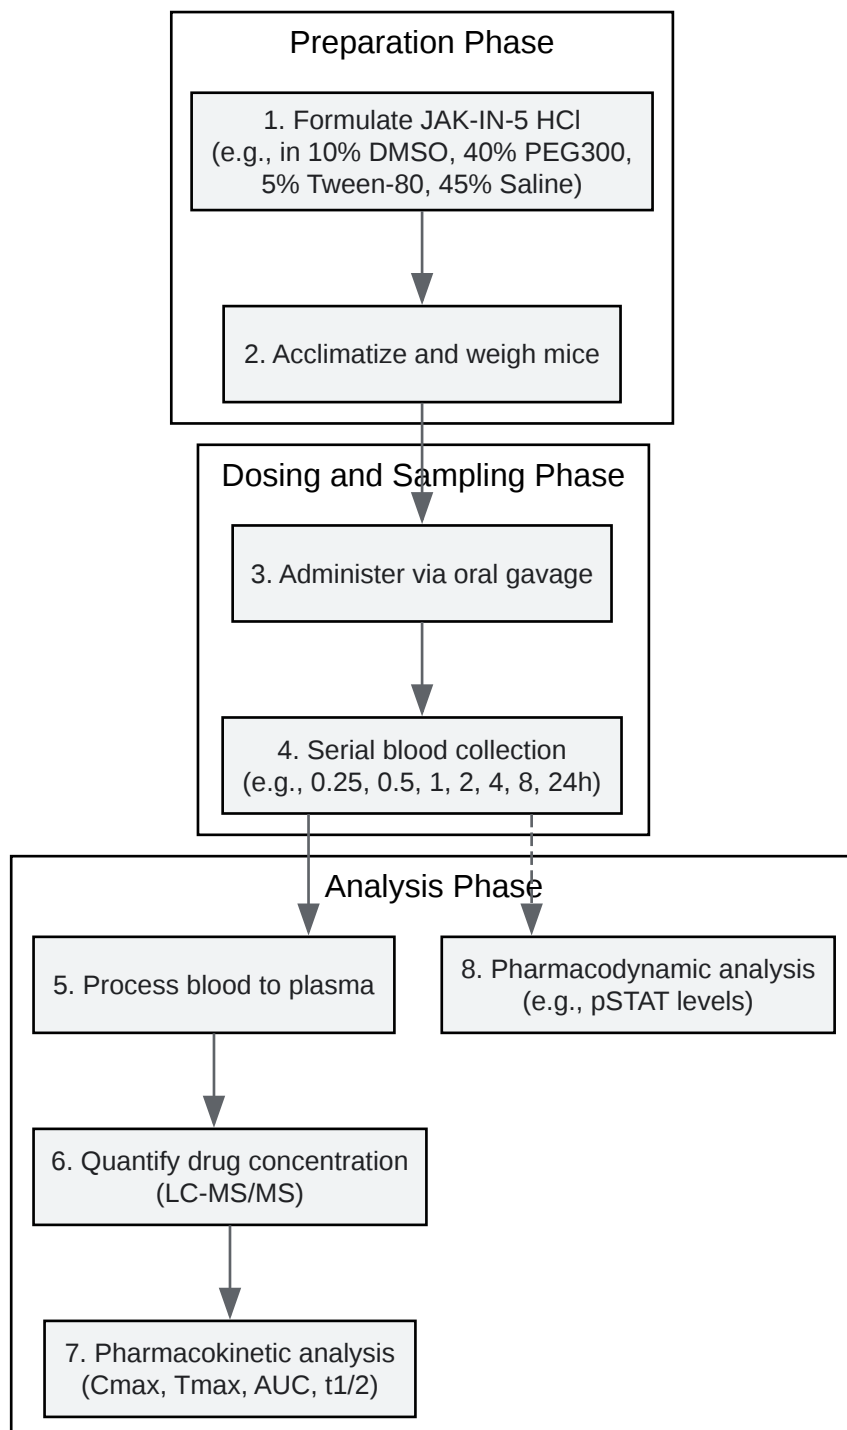 Preparation Phase
1. Formulate JAK-IN-5 HCl
(e.g., in 10% DMSO, 40% PEG300,
5% Tween-80, 45% Saline)
2. Acclimatize and weigh mice
Dosing and Sampling Phase
3. Administer via oral gavage
4. Serial blood collection
(e.g., 0.25, 0.5, 1, 2, 4, 8, 24h)
Analysis Phase
5. Process blood to plasma
8. Pharmacodynamic analysis
(e.g., pSTAT levels)
6. Quantify drug concentration
(LC-MS/MS)
7. Pharmacokinetic analysis
(Cmax, Tmax, AUC, t1/2)